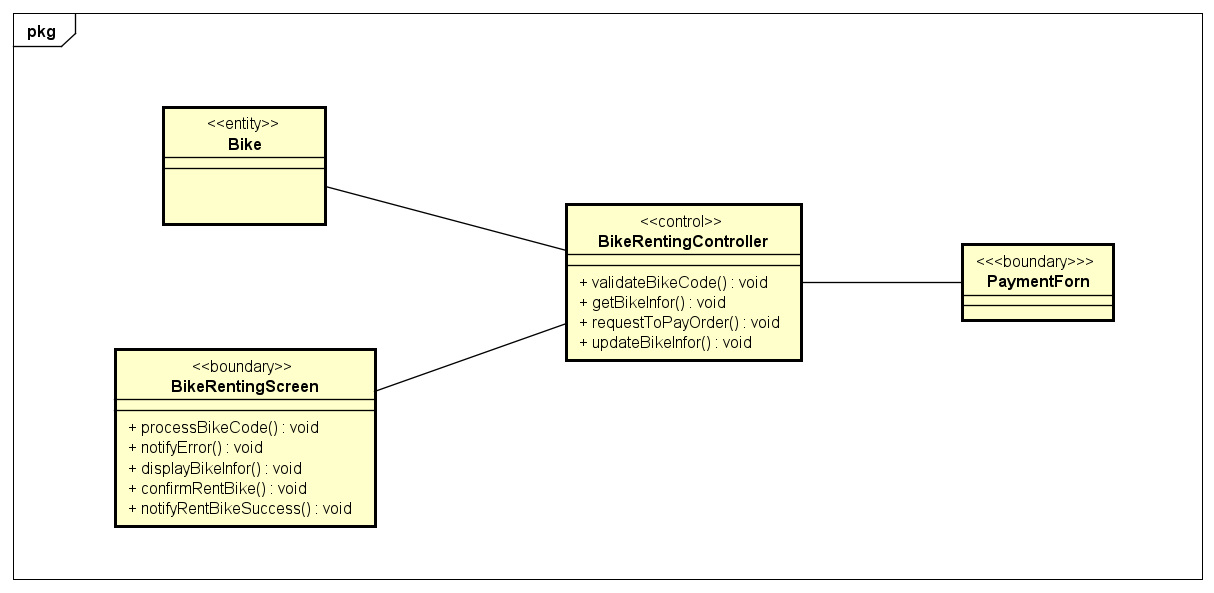 pkg
<<entity>>
Bike
<<control>>
BikeRentingController
+ validateBikeCode() : void
+ getBikeInfor() : void
+ requestToPayOrder() : void
+ updateBikeInfor() : void
<<<boundary>>>
PaymentForn
<<boundary>>
BikeRentingScreen
+ processBikeCode() : void
+ notifyError() : void
+ displayBikeInfor() : void
+ confirmRentBike() : void
+ notifyRentBikeSuccess() : void